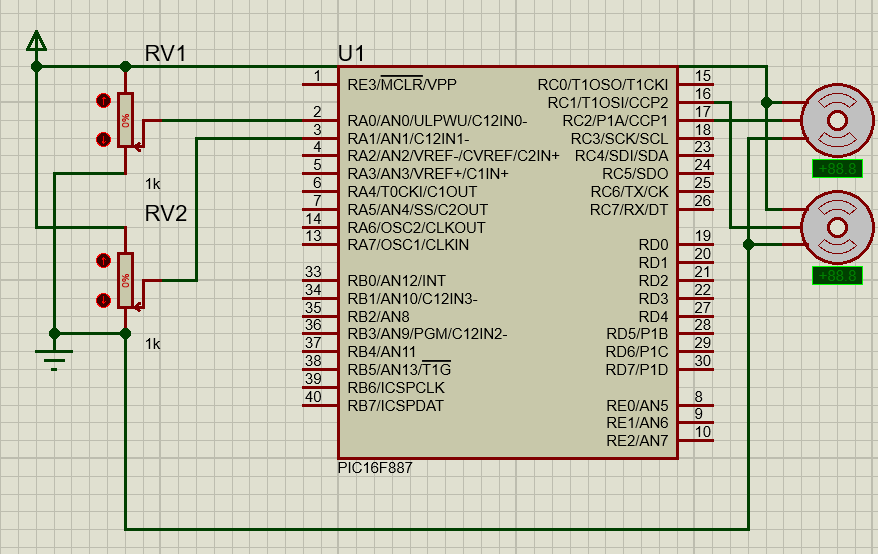 RV1
0%
1k
RV2
0%
1k
U1
1 RE3/MCLR/VPP
2 RA0/AN0/ULPWU/C12IN0-
3 RA1/AN1/C12IN1-
4 RA2/AN2/VREF-/CVREF/C2IN+
5 RA3/AN3/VREF+/C1IN+
6 RA4/T0CKI/C1OUT
7 RA5/AN4/SS/C2OUT
14 RA6/OSC2/CLKOUT
13 RA7/OSC1/CLKIN
33 RB0/AN12/INT
34 RB1/AN10/C12IN3-
35 RB2/AN8
36 RB3/AN9/PGM/C12IN2-
37 RB4/AN11
38 RB5/AN13/T1G
39 RB6/ICSPCLK
40 RB7/ICSPDAT
RC0/T1OSO/T1CKI 15
RC1/T1OSI/CCP2 16
RC2/P1A/CCP1 17
RC3/SCK/SCL 18
RC4/SDI/SDA 23
RC5/SDO 24
RC6/TX/CK 25
RC7/RX/DT 26
RD0 19
RD1 20
RD2 21
RD3 22
RD4 27
RD5/P1B 28
RD6/P1C 29
RD7/P1D 30
RE0/AN5 8
RE1/AN6 9
RE2/AN7 10
PIC16F887
+88.8
+88.8